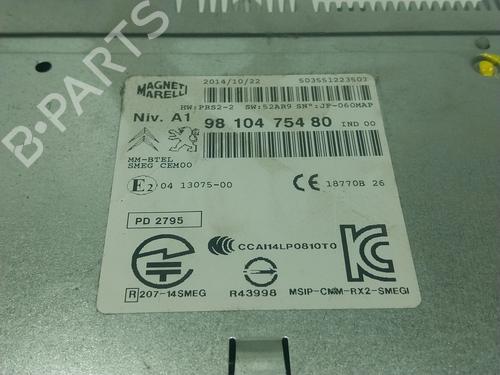 MAGNETI MARELLI
2014/10/22
503551223503
HW:PRS2-2 SW:52AR9 SN°:JP-060MAP
Niv. A1 98 104 754 80 IND 00
MM-BTEL
SMEG CEM00
E2 04 13075-00
CE 18770B 26
PD 2795
CCAI14LP0810T0
R 207-14SMEG
R43998
MSIP-CMM-RX2-SMEGI
B-PARTS